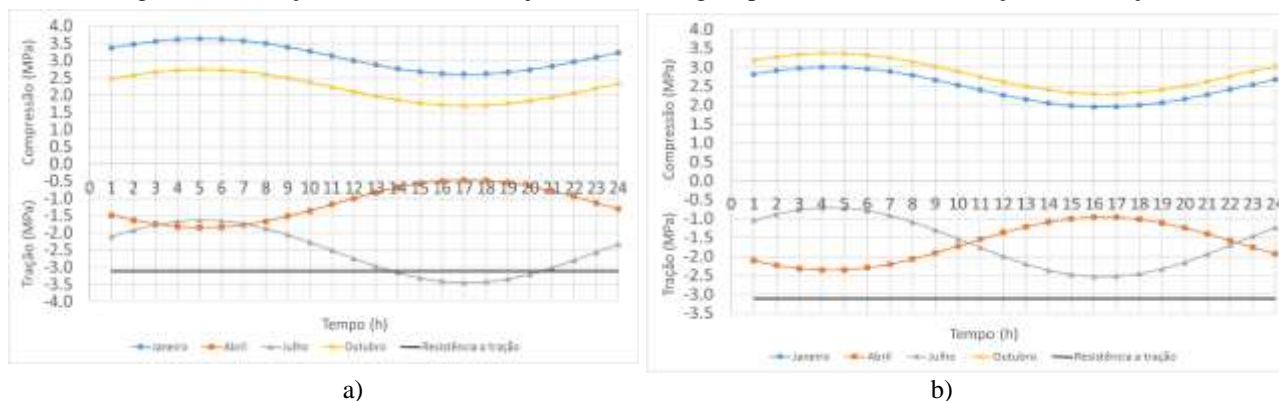 4.0
3.5
3.0
2.5
2.0
1.5
1.0
0.5
0.0
-0.5
-1.0
-1.5
-2.0
-2.5
-3.0
-3.5
-4.0
Compressão (MPa)
Tração (MPa)
0 1 2 3 4 5 6 7 8 9 10 11 12 13 14 15 16 17 18 19 20 21 22 23 24
Tempo (h)
Janeiro Abril Julho Outubro Resistência a tração
a)
4.0
3.5
3.0
2.5
2.0
1.5
1.0
0.5
0.0
-0.5
-1.0
-1.5
-2.0
-2.5
-3.0
-3.5
Compressão (MPa)
Tração (MPa)
0 1 2 3 4 5 6 7 8 9 10 11 12 13 14 15 16 17 18 19 20 21 22 23 24
Tempo (h)
Janeiro Abril Julho Outubro Resistência a tração
b)